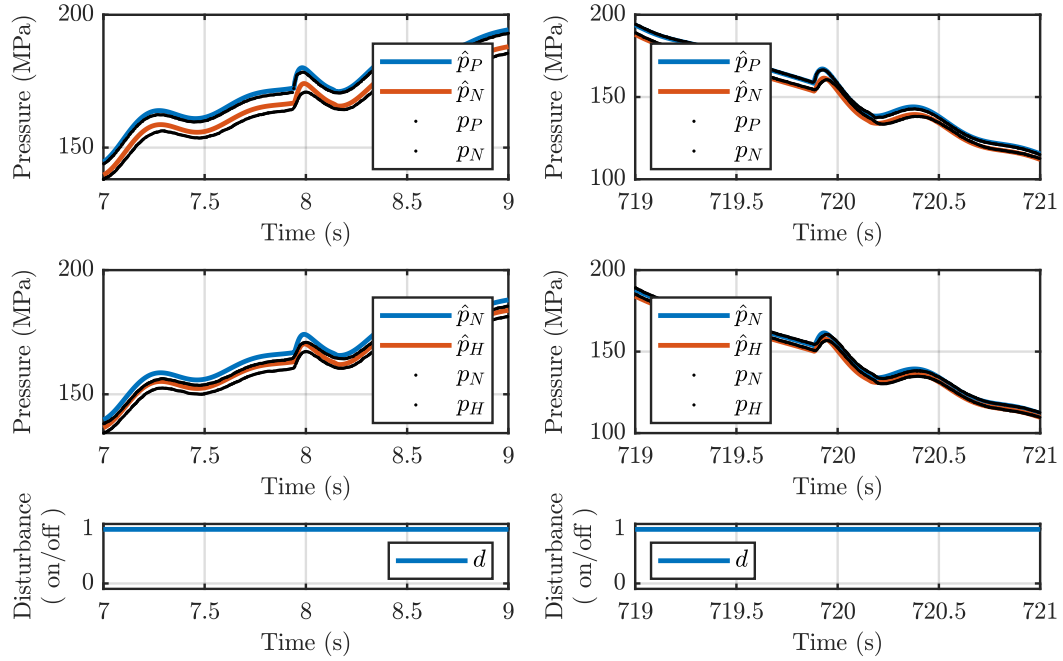 200
150
Pressure (MPa)
p̂_P
p̂_N
p_P
p_N
7 7.5 8 8.5 9
Time (s)
200
150
100
Pressure (MPa)
p̂_P
p̂_N
p_P
p_N
719 719.5 720 720.5 721
Time (s)
200
150
Pressure (MPa)
p̂_N
p̂_H
p_N
p_H
7 7.5 8 8.5 9
Time (s)
200
150
100
Pressure (MPa)
p̂_N
p̂_H
p_N
p_H
719 719.5 720 720.5 721
Time (s)
Disturbance
( on/off )
1
0
d
7 7.5 8 8.5 9
Time (s)
Disturbance
( on/off )
1
0
d
719 719.5 720 720.5 721
Time (s)